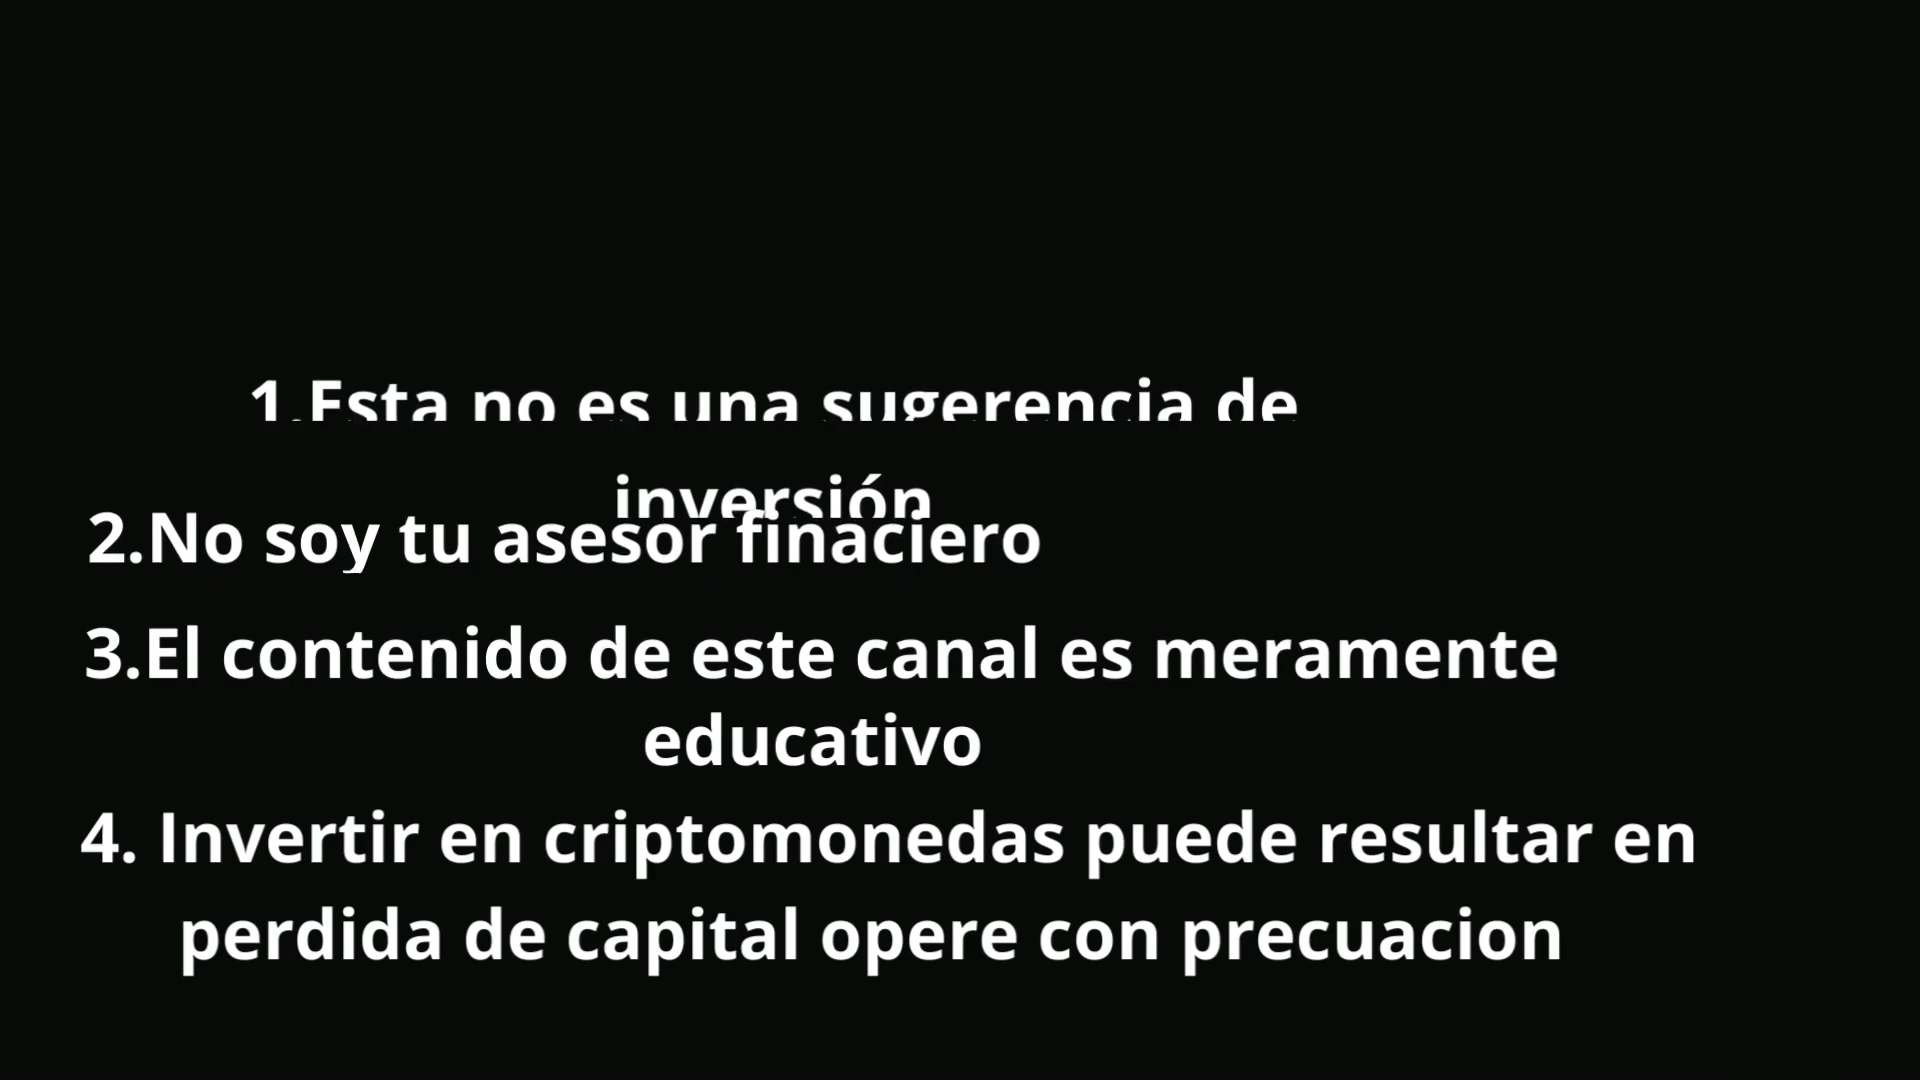 1.Esta no es una sugerencia de
inversión
2.No soy tu asesor finaciero
3.El contenido de este canal es meramente
educativo
4. Invertir en criptomonedas puede resultar en
perdida de capital opere con precuacion